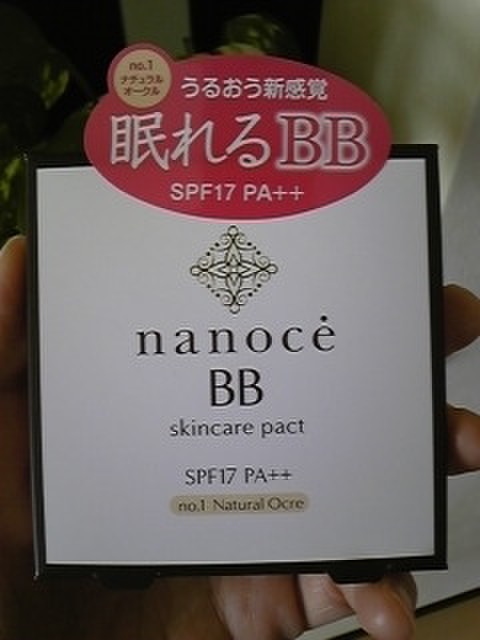 no.1
ナチュラル
オークル
うるおう新感覚
眠れるBB
SPF17 PA++
nanocė
BB
skincare pact
SPF17 PA++
no.1 Natural Ocre